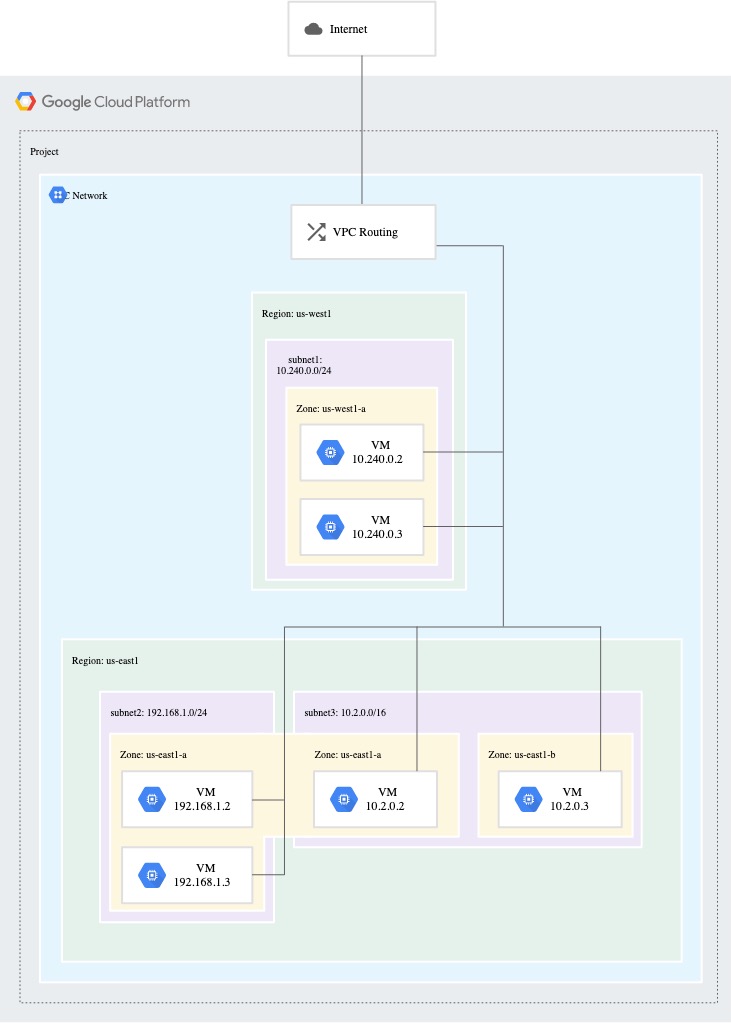 Internet
Google Cloud Platform
Project
C Network
VPC Routing
Region: us-west1
subnet1:
10.240.0.0/24
Zone: us-west1-a
VM
10.240.0.2
VM
10.240.0.3
Region: us-east1
subnet2: 192.168.1.0/24
subnet3: 10.2.0.0/16
Zone: us-east1-a
Zone: us-east1-a
Zone: us-east1-b
VM
192.168.1.2
VM
10.2.0.2
VM
10.2.0.3
VM
192.168.1.3